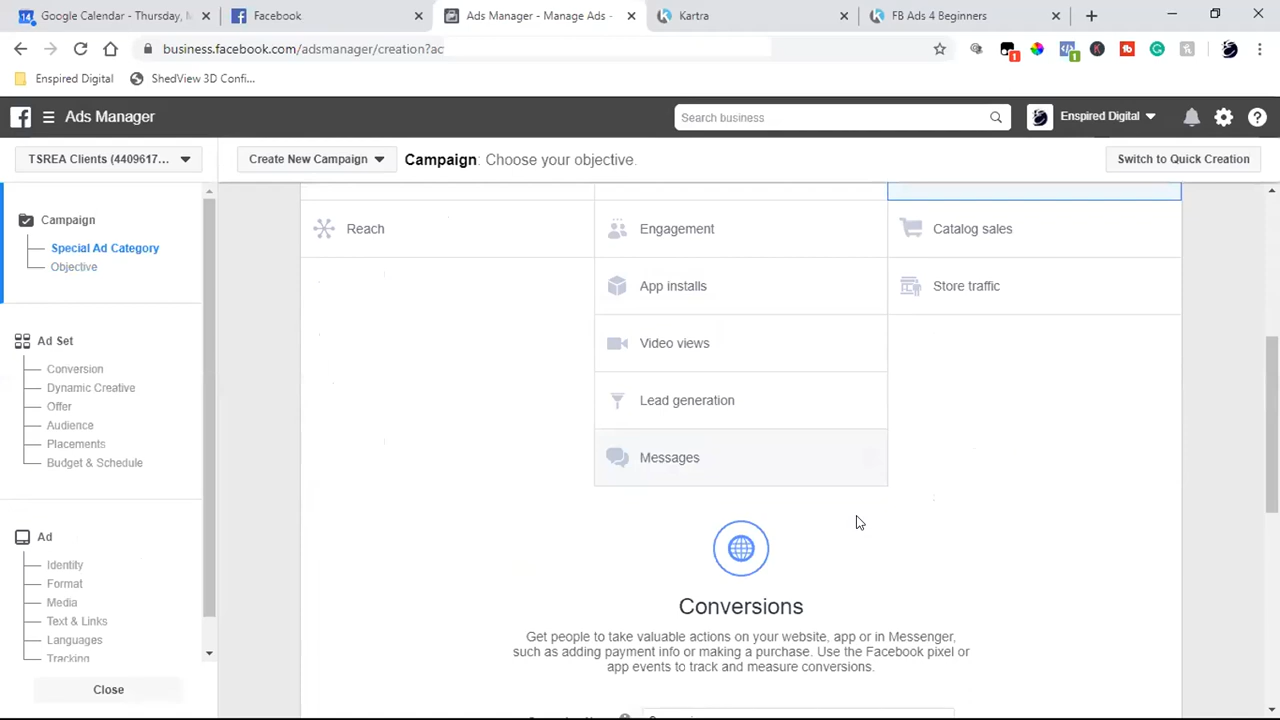 Google Calendar - Thursday, M
Facebook
Ads Manager - Manage Ads -
Kartra
FB Ads 4 Beginners
business.facebook.com/adsmanager/creation?ac
1
1
Enspired Digital
ShedView 3D Confi...
Ads Manager
Search business
Enspired Digital
TSREA Clients (4409617...
Create New Campaign
Campaign: Choose your objective.
Switch to Quick Creation
Campaign
Special Ad Category
Objective
Ad Set
Conversion
Dynamic Creative
Offer
Audience
Placements
Budget & Schedule
Ad
Identity
Format
Media
Text & Links
Languages
Tracking
Close
Reach
Engagement
Catalog sales
App installs
Store traffic
Video views
Lead generation
Messages
Conversions
Get people to take valuable actions on your website, app or in Messenger,
such as adding payment info or making a purchase. Use the Facebook pixel or
app events to track and measure conversions.